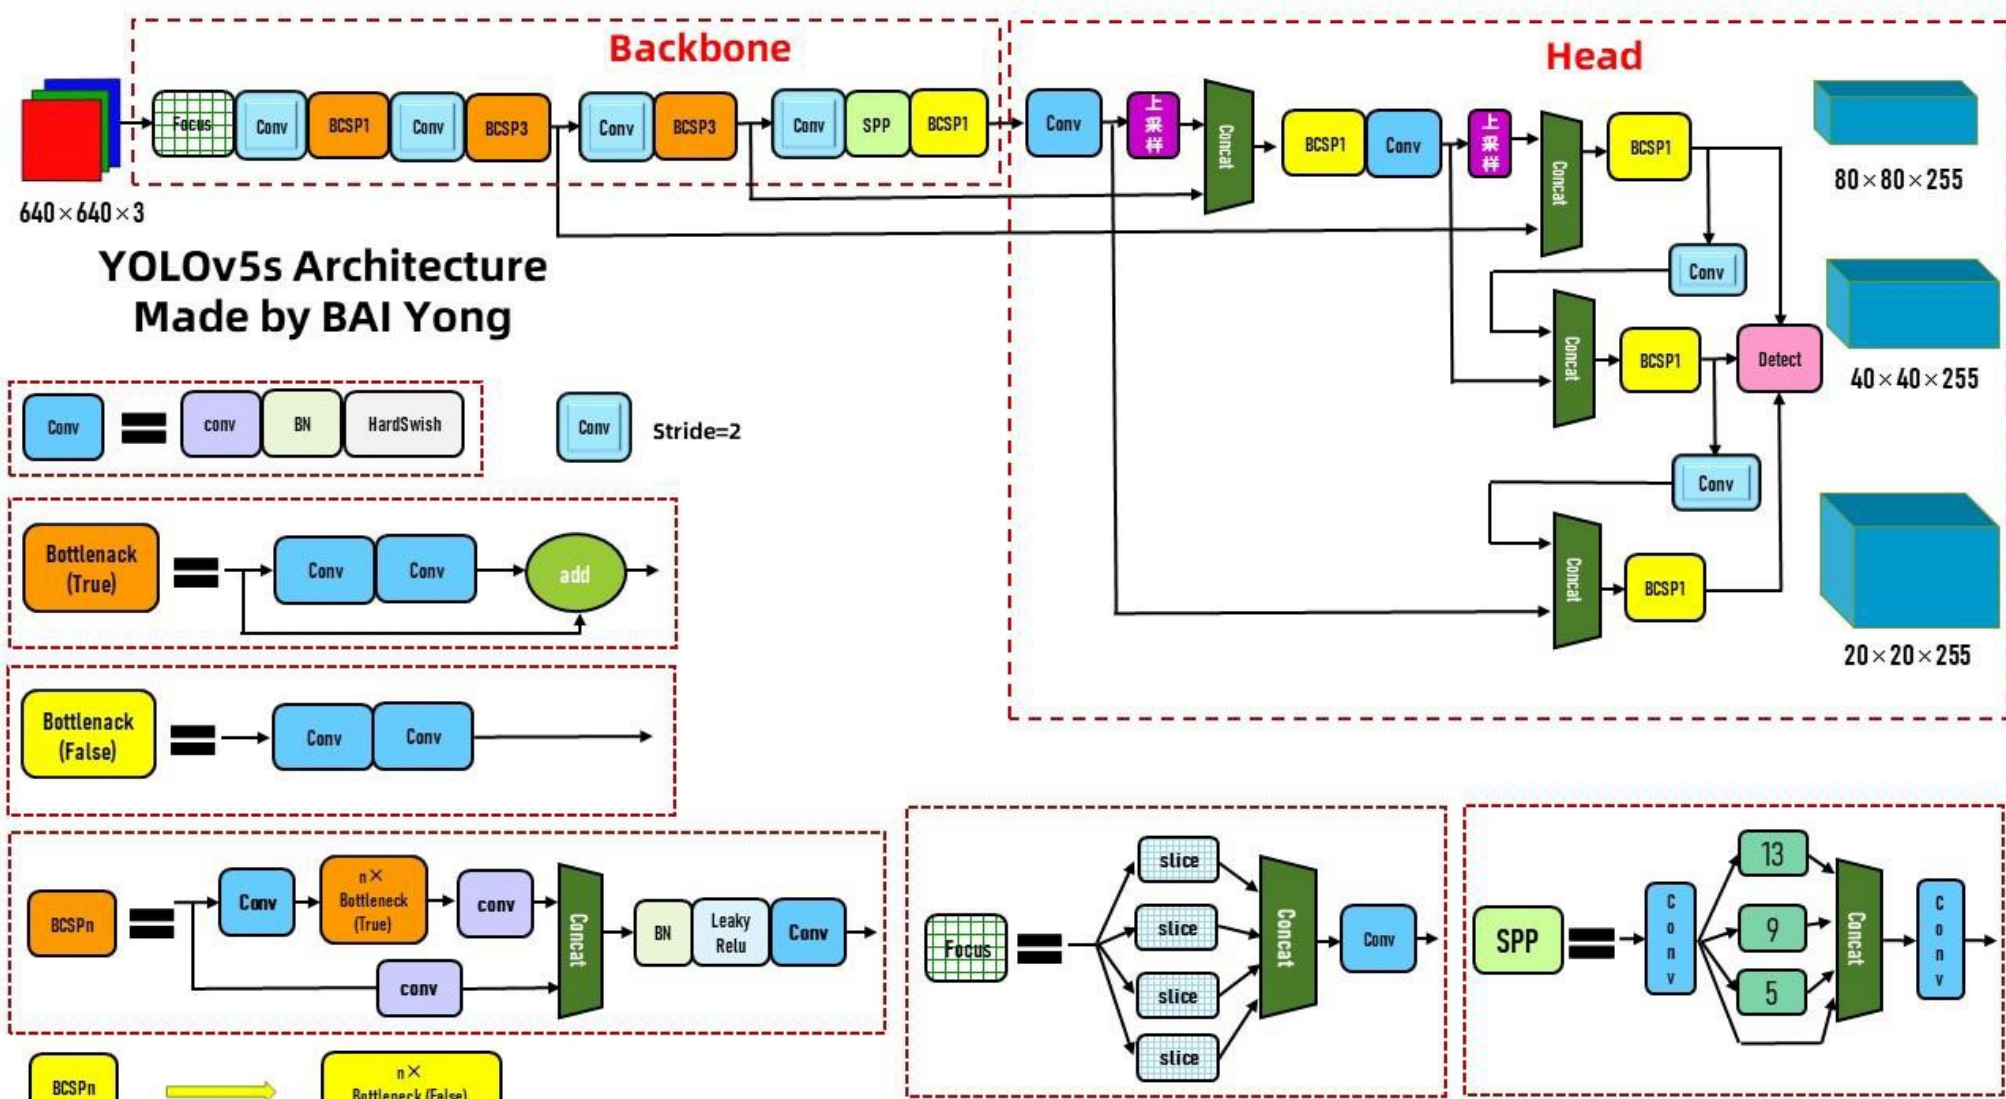 Backbone
Head
Focus
Conv
BCSP1
Conv
BCSP3
Conv
BCSP3
Conv
SPP
BCSP1
Conv
上采样
Concat
BCSP1
Conv
上采样
Concat
BCSP1
80×80×255
640×640×3
YOLOv5s Architecture
Made by BAI Yong
Conv
Concat
BCSP1
Detect
40×40×255
Conv
Concat
BCSP1
20×20×255
Conv
conv
BN
HardSwish
Conv
Stride=2
Bottlenack
(True)
Conv
Conv
add
Bottlenack
(False)
Conv
Conv
BCSPn
Conv
n×
Bottleneck
(True)
conv
conv
Concat
BN
Leaky
Relu
Conv
BCSPn
n×
Bottleneck (False)
Focus
slice
slice
slice
slice
Concat
Conv
SPP
Conv
13
9
5
Concat
Conv